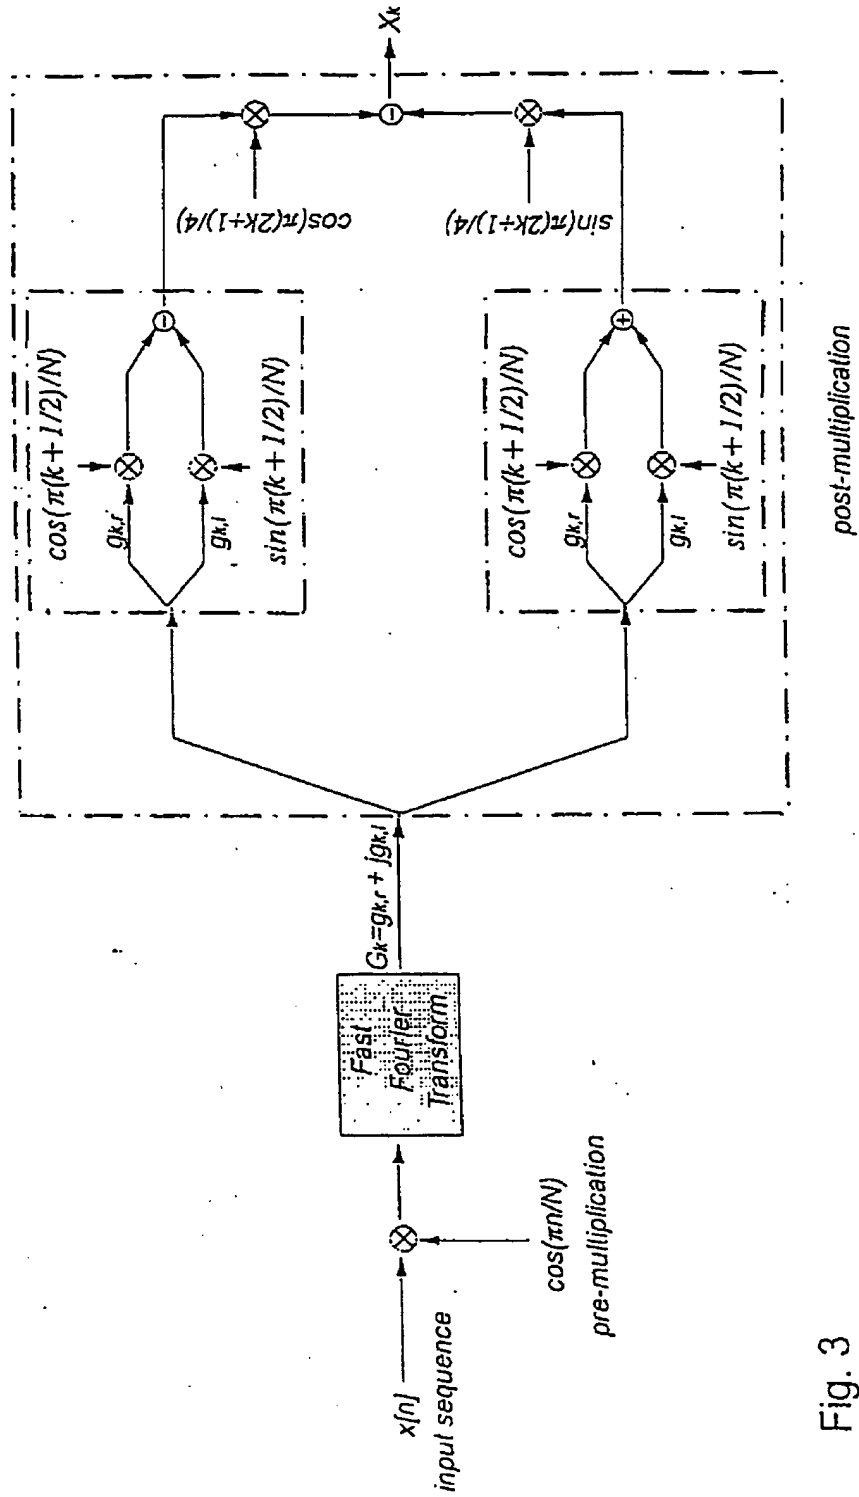 x[n]
input sequence
cos(πn/N)
pre-multiplication
Fast
Fourier
Transform
Gk=gk,r + jgk,i
cos(π(k+1/2)/N)
gk,r
gk,i
sin(π(k+1/2)/N)
cos(π(k+1/2)/N)
gk,r
gk,i
sin(π(k+1/2)/N)
cos(π(2k+1)/4)
sin(π(2k+1)/4)
Xk
post-multiplication
Fig. 3